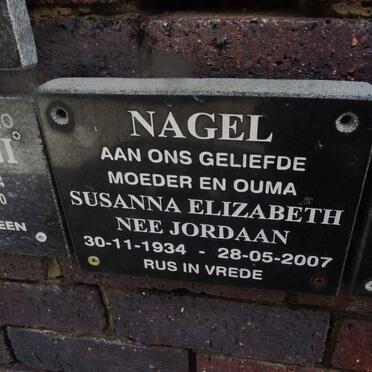 NAGEL
AAN ONS GELIEFDE
MOEDER EN OUMA
SUSANNA ELIZABETH
NEE JORDAAN
30-11-1934 - 28-05-2007
RUS IN VREDE